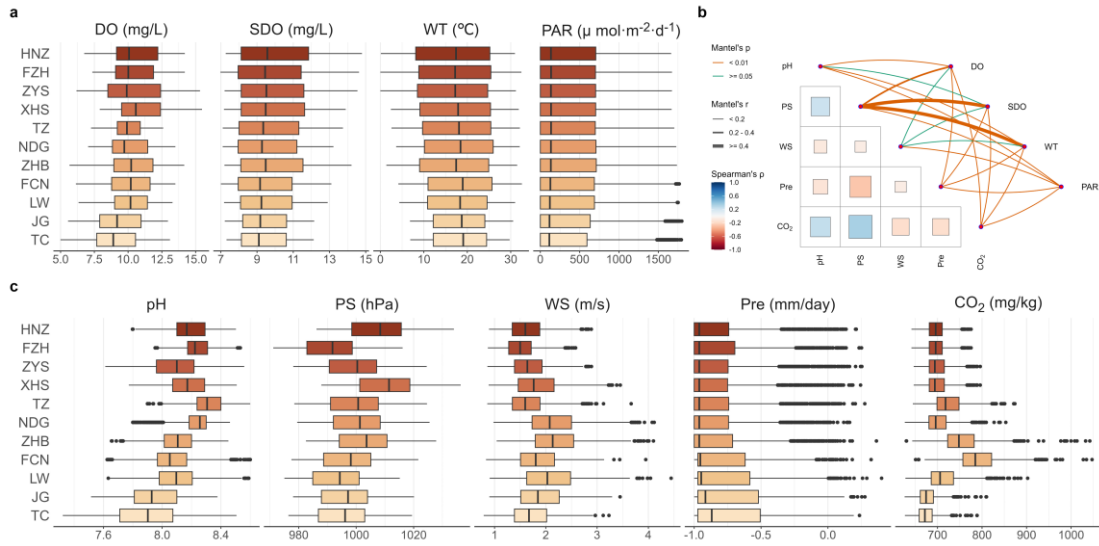 a
DO (mg/L)
SDO (mg/L)
WT (℃)
PAR (μ mol·m-2·d-1)
HNZ
FZH
ZYS
XHS
TZ
NDG
ZHB
FCN
LW
JG
TC
5.0 7.5 10.0 12.5 15.0
7 9 11 13 15
0 10 20 30
0 500 1000 1500
b
Mantel's p
< 0.01
>= 0.05
Mantel's r
< 0.2
0.2 - 0.4
>= 0.4
Spearman's ρ
1.0
0.5
0.0
-0.5
-1.0
pH
PS
WS
Pre
CO2
DO
SDO
WT
PAR
pH
PS
WS
Pre
CO2
c
pH
PS (hPa)
WS (m/s)
Pre (mm/day)
CO2 (mg/kg)
HNZ
FZH
ZYS
XHS
TZ
NDG
ZHB
FCN
LW
JG
TC
7.6 8.0 8.4
980 1000 1020
1 2 3 4
-1.0 -0.5 0.0
700 800 900 1000